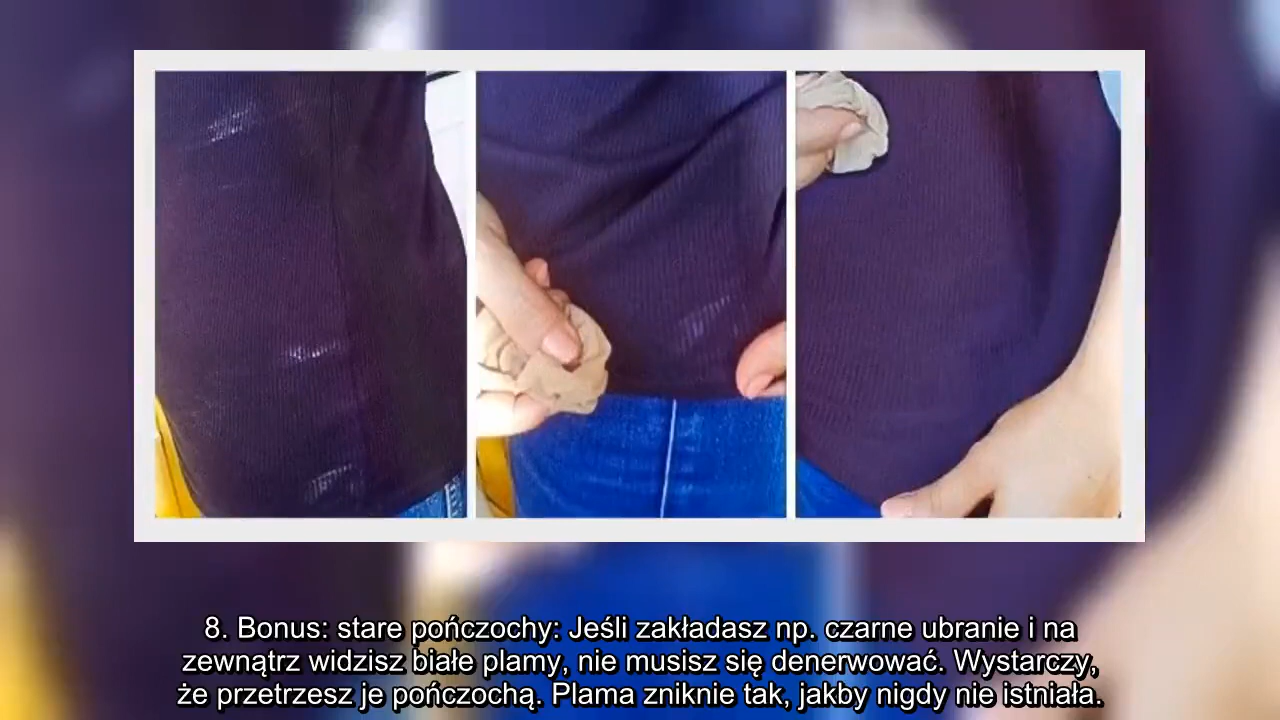 8. Bonus: stare pończochy: Jeśli zakładasz np. czarne ubranie i na
zewnątrz widzisz białe plamy, nie musisz się denerwować. Wystarczy,
że przetrzesz je pończochą. Plama zniknie tak, jakby nigdy nie istniała.